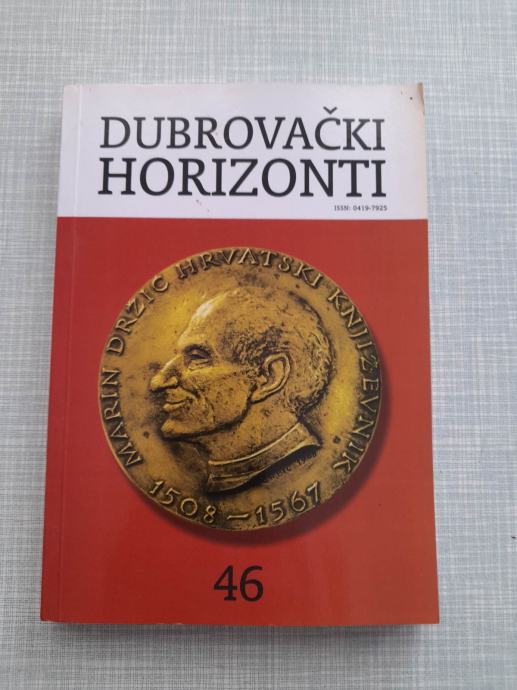 DUBROVAČKI
HORIZONTI
ISSN: 0419-7925
MARIN DRŽIĆ HRVATSKI KNJIŽEVNIK
1508-1567
46